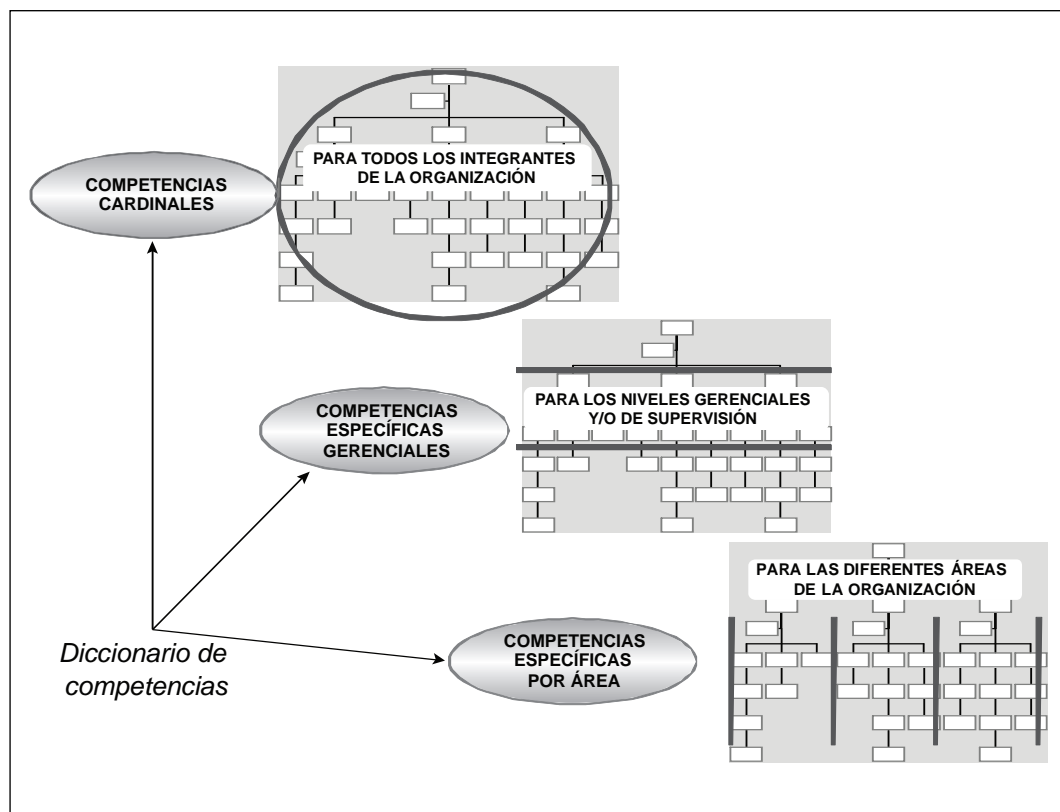 PARA TODOS LOS INTEGRANTES
DE LA ORGANIZACIÓN
COMPETENCIAS
CARDINALES
PARA LOS NIVELES GERENCIALES
Y/O DE SUPERVISIÓN
COMPETENCIAS
ESPECÍFICAS
GERENCIALES
PARA LAS DIFERENTES ÁREAS
DE LA ORGANIZACIÓN
COMPETENCIAS
ESPECÍFICAS
POR ÁREA
Diccionario de
competencias